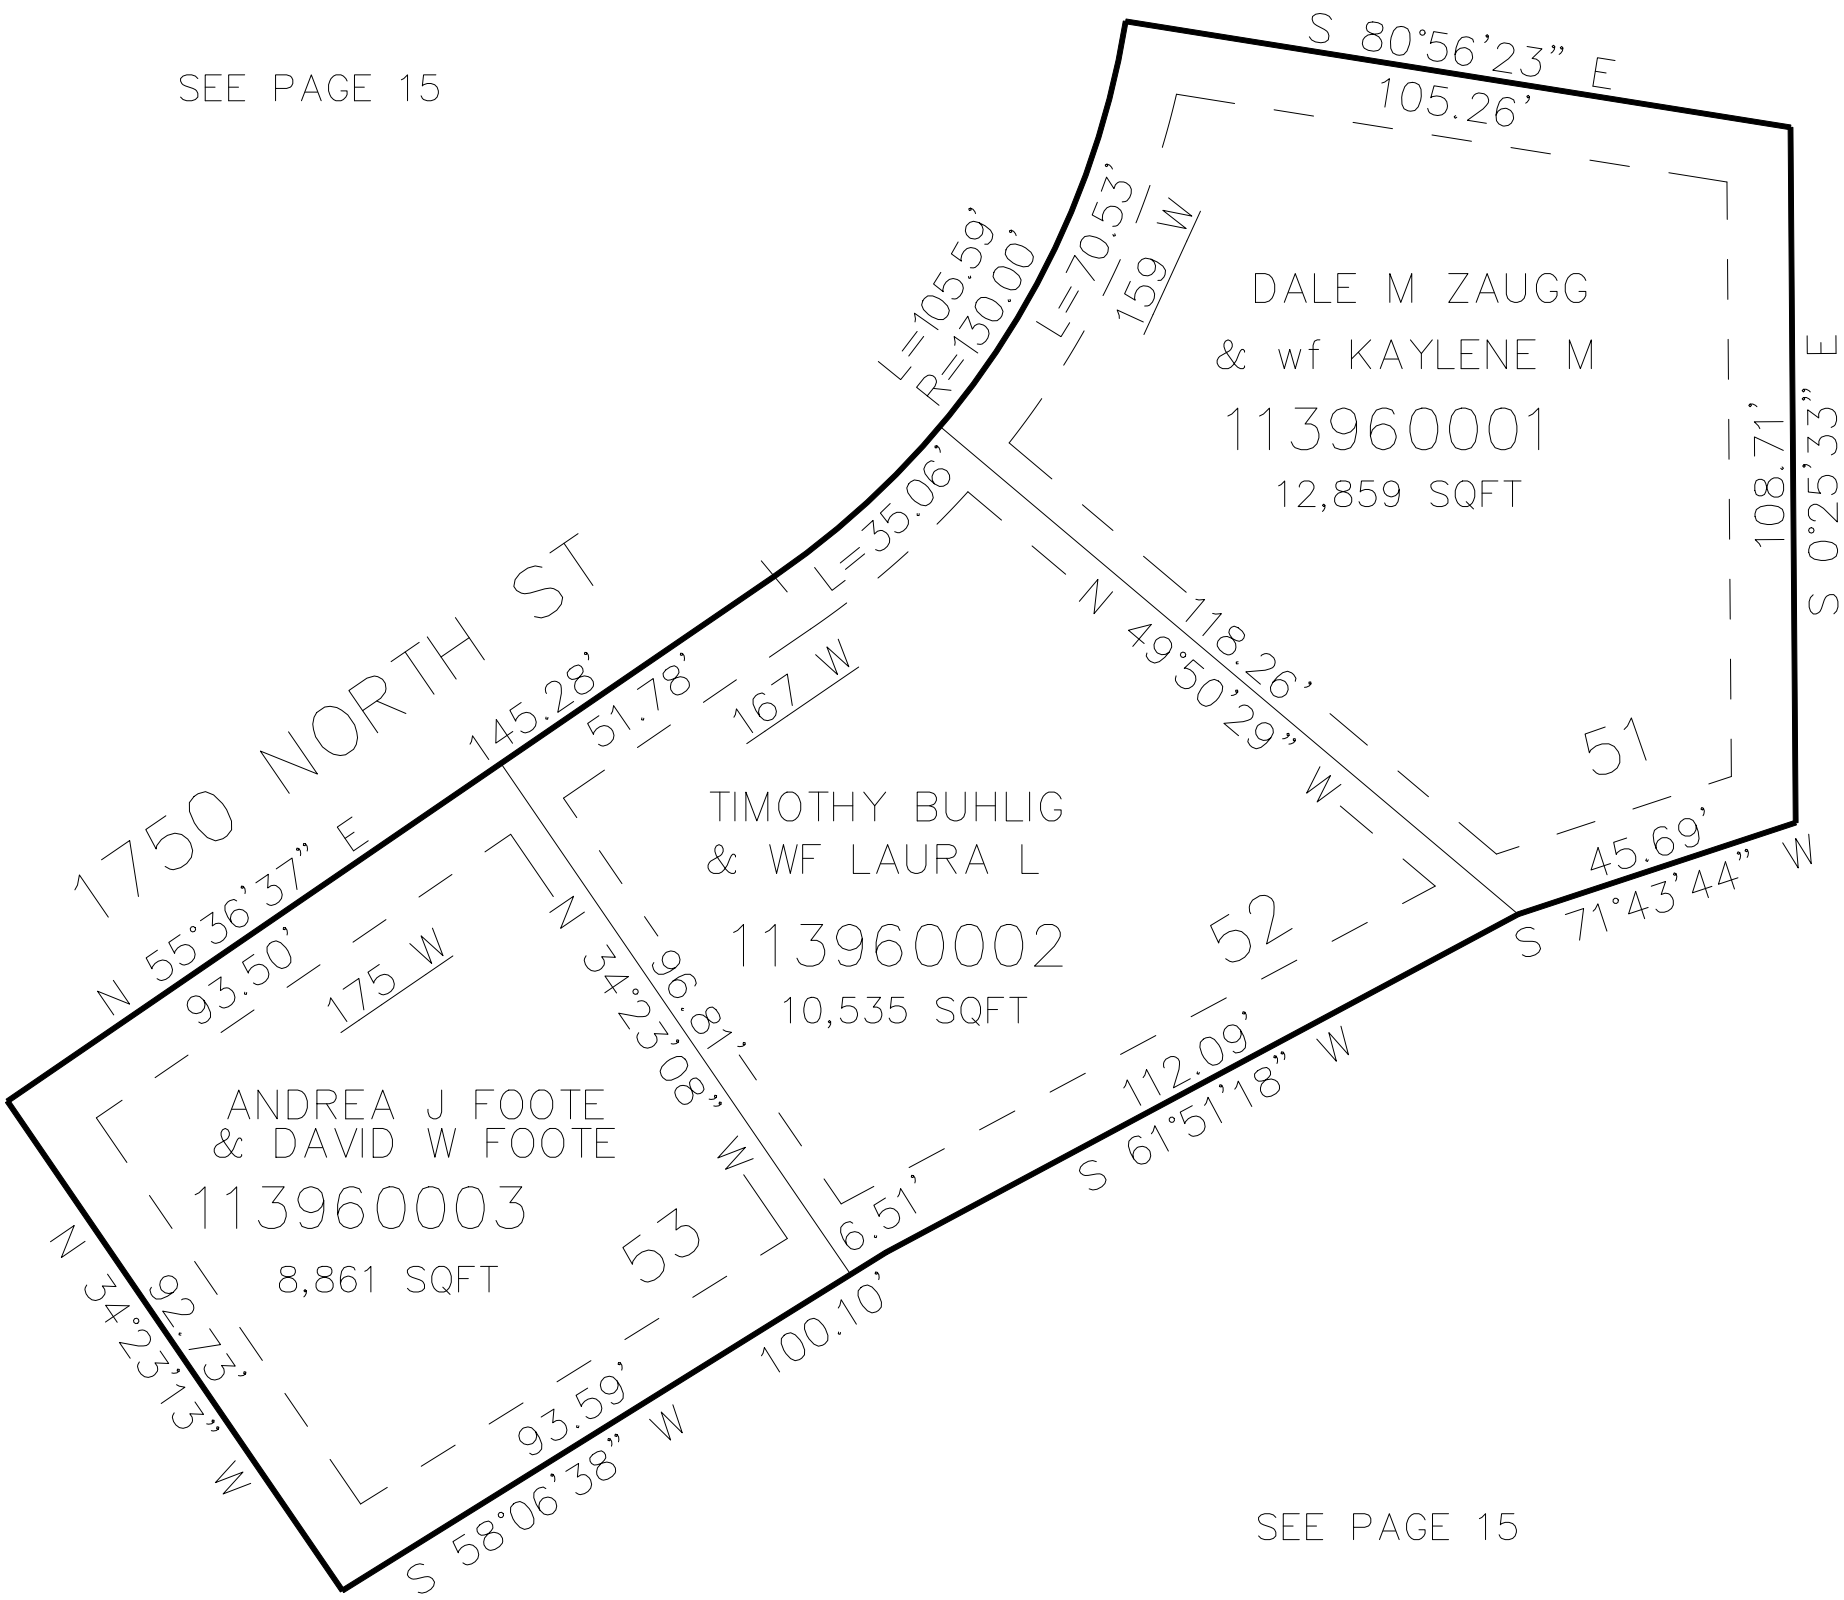 SEE PAGE 15
S 80°56'23" E
105.26'
L=105.59'
R=130.00'
L=70.53'
159 W
DALE M ZAUGG
& wf KAYLENE M
113960001
12,859 SQFT
108.71'
S 0°25'33" E
L=35.06'
1750 NORTH ST
N 49°50'29" W
118.26'
145.28'
51.78'
167 W
51
45.69'
S 71°43'44" W
TIMOTHY BUHLIG
& WF LAURA L
113960002
10,535 SQFT
52
N 55°36'37" E
93.50'
175 W
N 34°23'08" W
96.81'
112.09'
S 61°51'18" W
ANDREA J FOOTE
& DAVID W FOOTE
113960003
8,861 SQFT
53
6.51'
100.10'
N 34°23'13" W
92.73'
93.59'
S 58°06'38" W
SEE PAGE 15